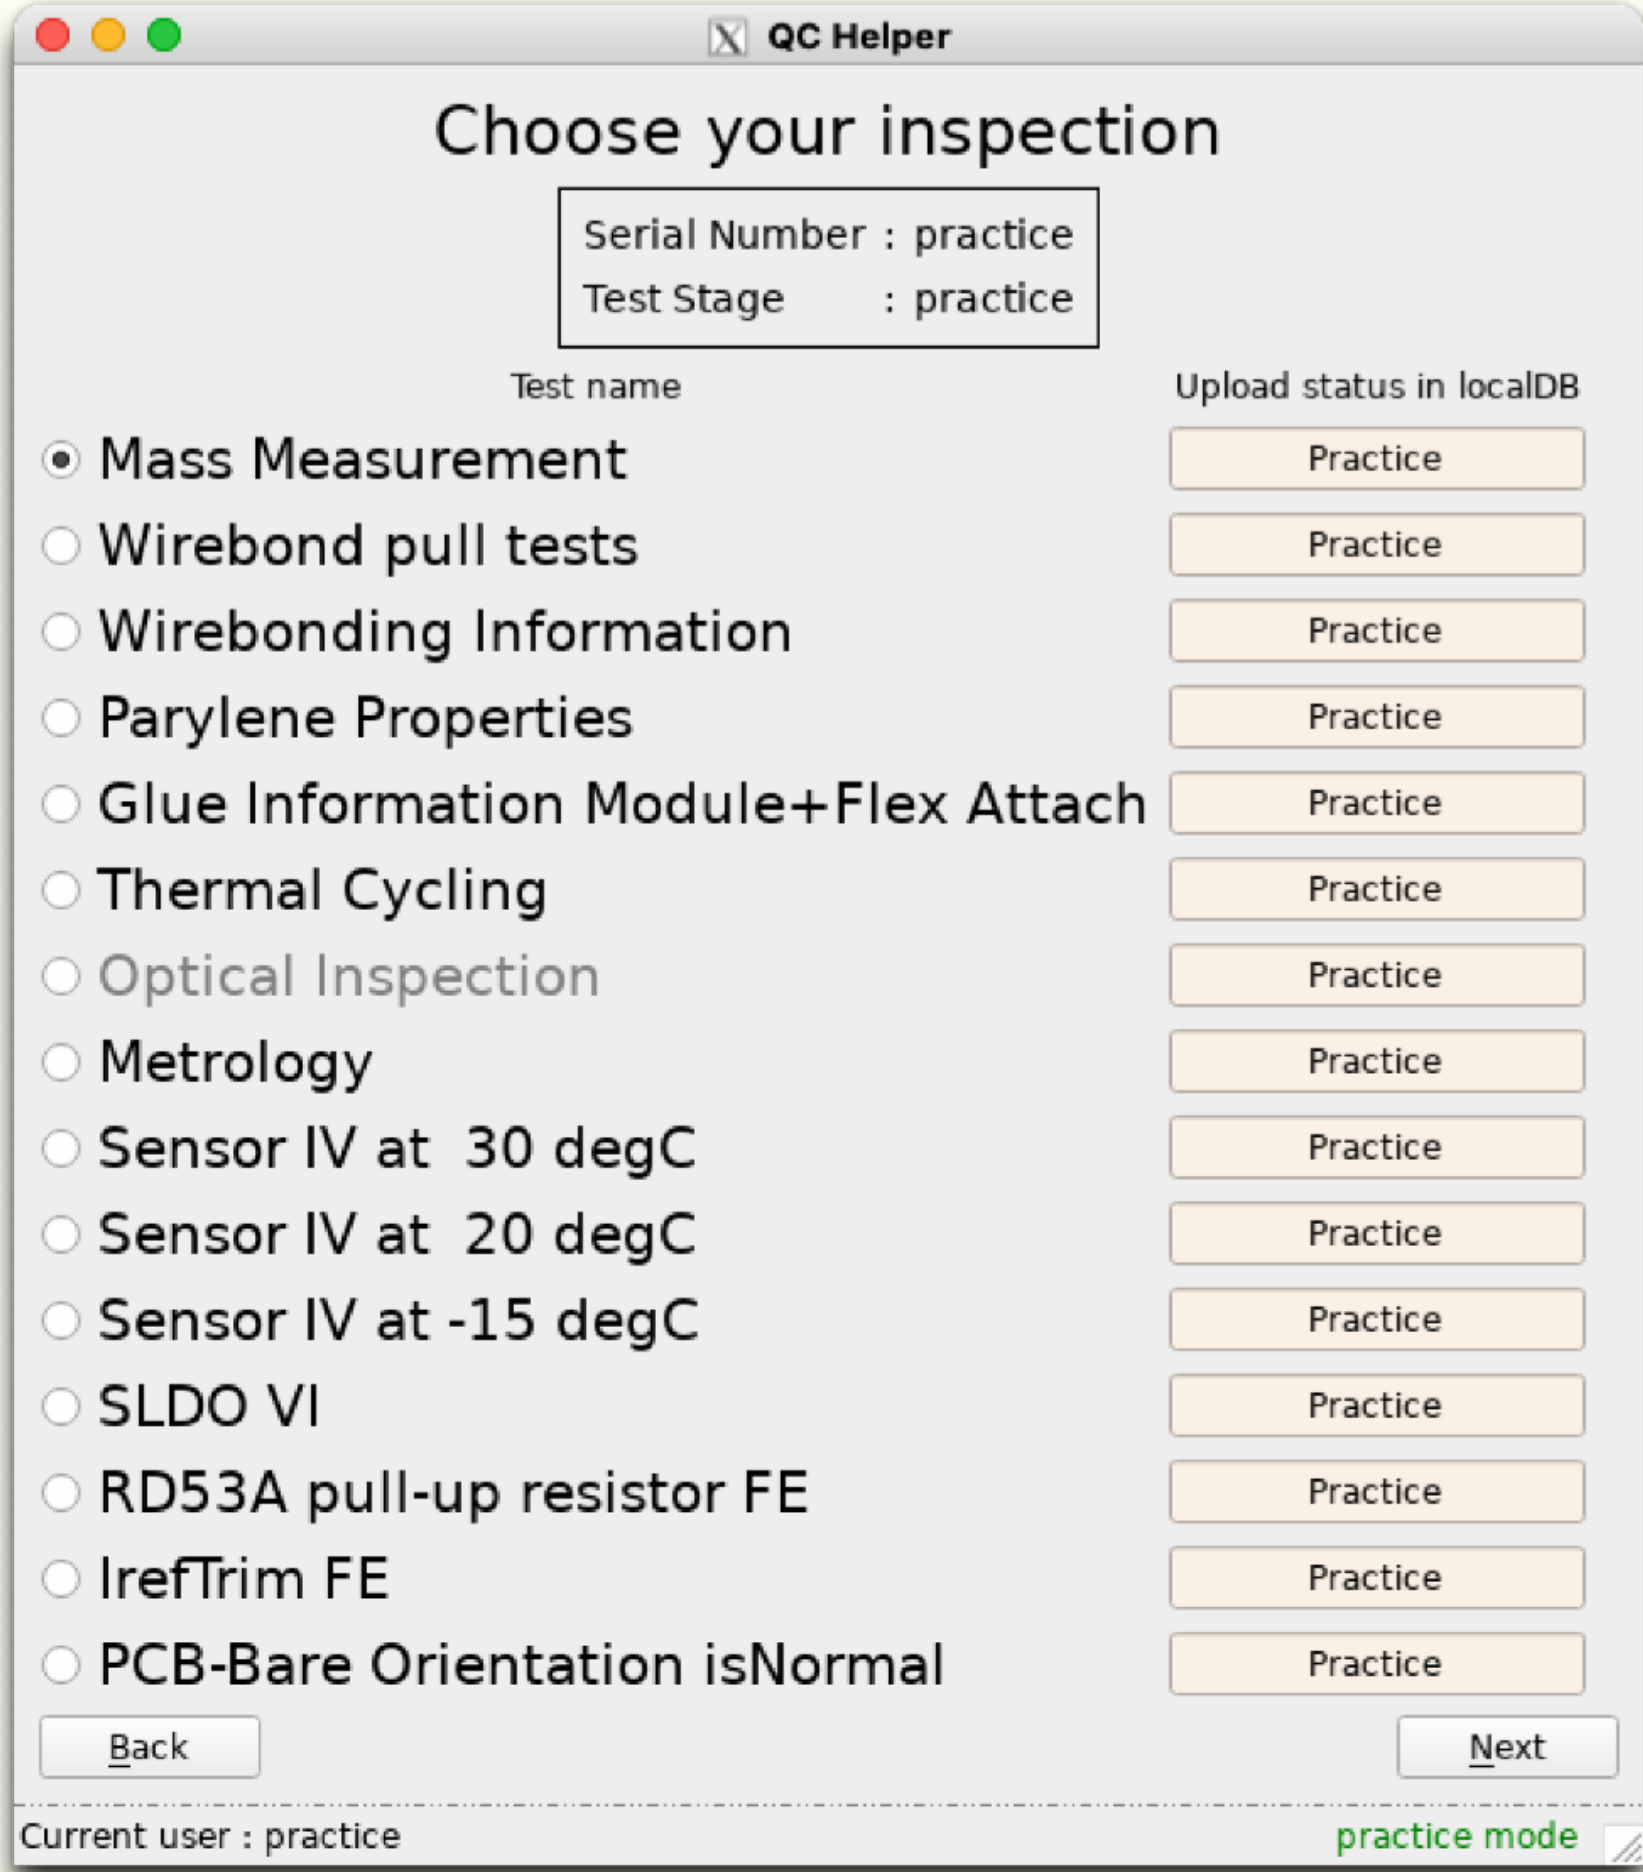 QC Helper
Choose your inspection
Serial Number : practice
Test Stage : practice
Test name Upload status in localDB
Mass Measurement Practice
Wirebond pull tests Practice
Wirebonding Information Practice
Parylene Properties Practice
Glue Information Module+Flex Attach Practice
Thermal Cycling Practice
Optical Inspection Practice
Metrology Practice
Sensor IV at  30 degC Practice
Sensor IV at  20 degC Practice
Sensor IV at -15 degC Practice
SLDO VI Practice
RD53A pull-up resistor FE Practice
IrefTrim FE Practice
PCB-Bare Orientation isNormal Practice
Back Next
Current user : practice practice mode